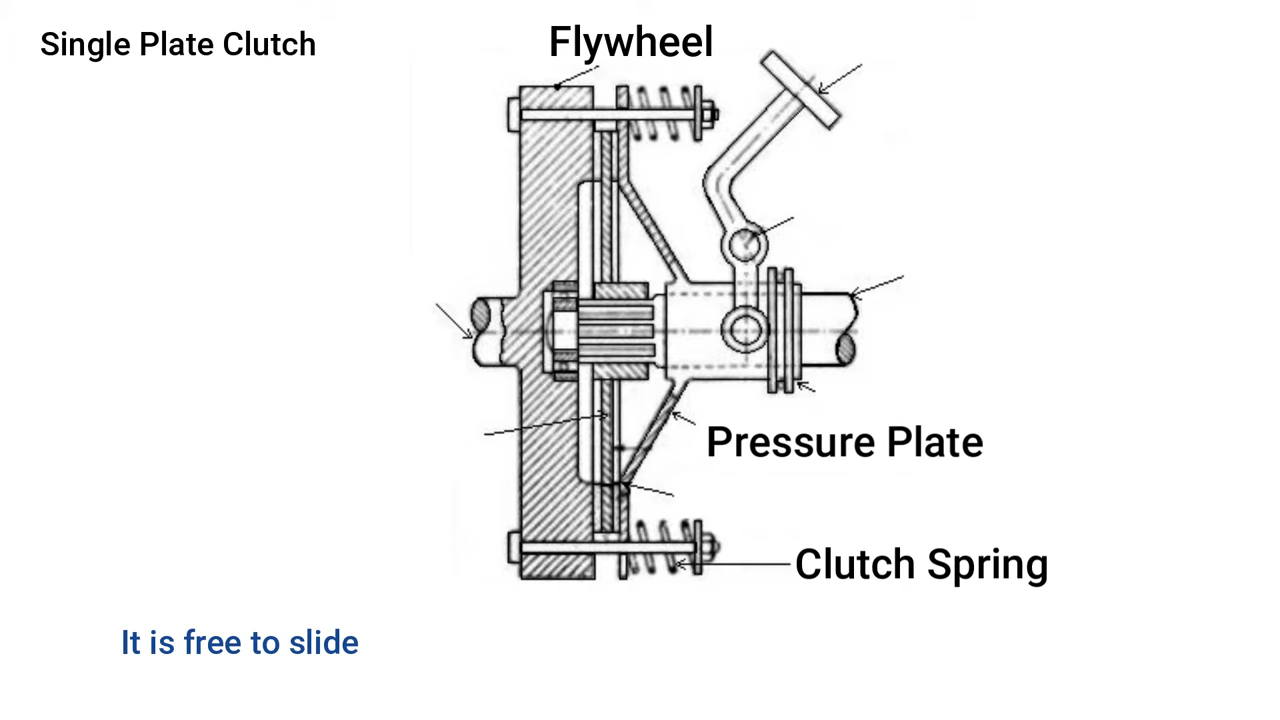 Single Plate Clutch
Flywheel
Pressure Plate
Clutch Spring
It is free to slide